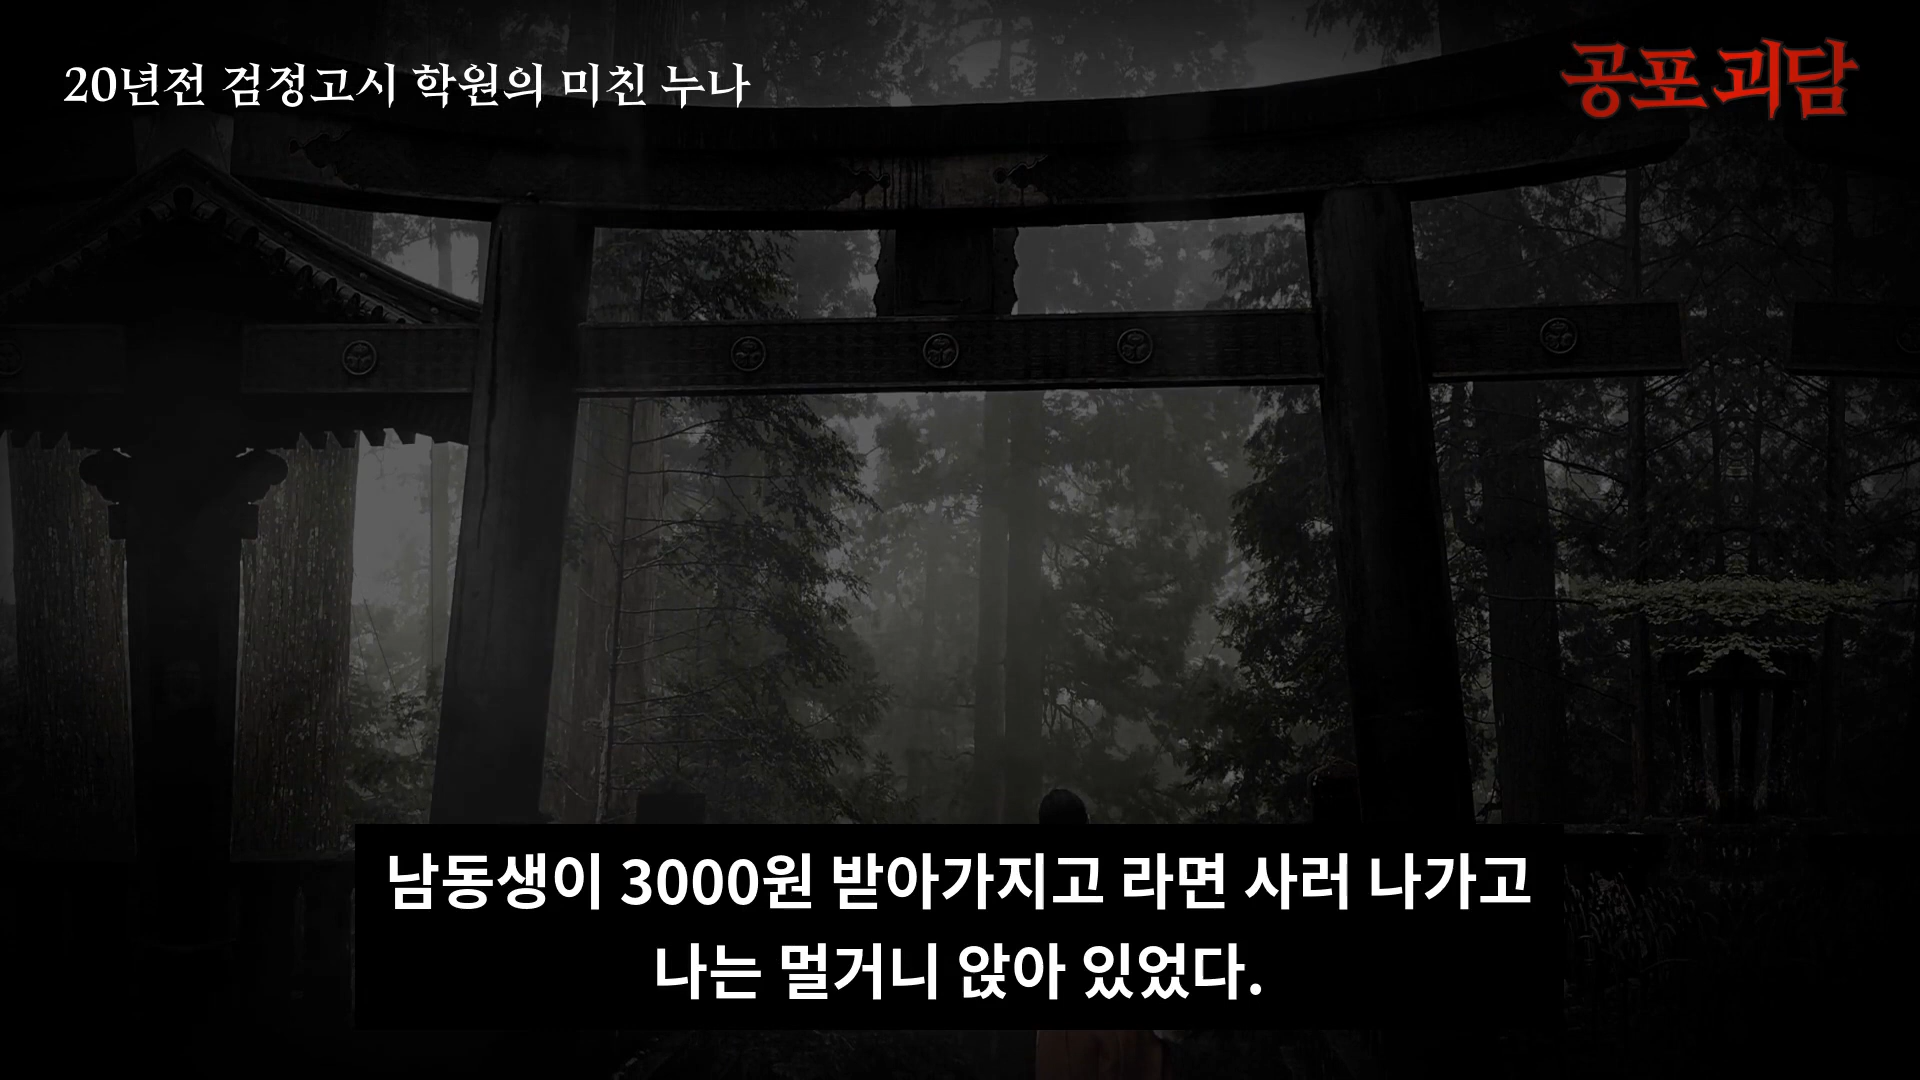 20년전 검정고시 학원의 미친 누나
공포 괴담
남동생이 3000원 받아가지고 라면 사러 나가고
나는 멀거니 앉아 있었다.